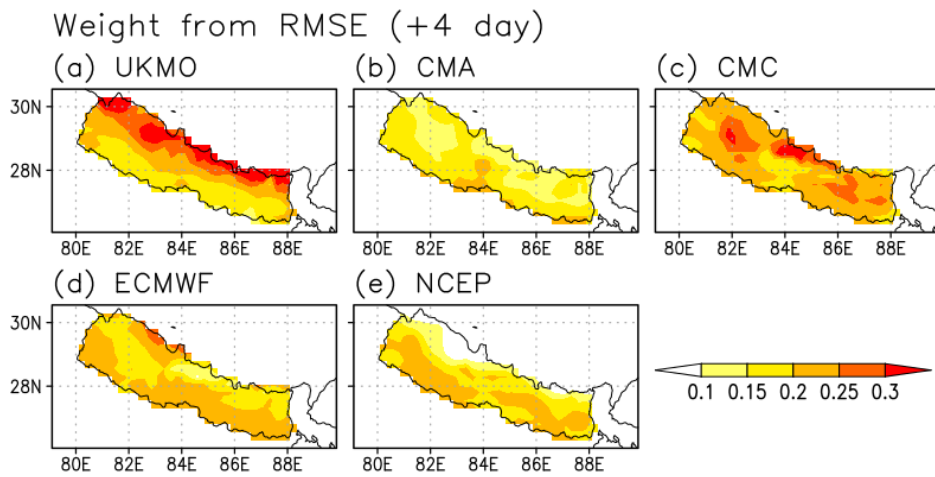 Weight from RMSE (+4 day)
(a) UKMO
(b) CMA
(c) CMC
30N
28N
80E 82E 84E 86E 88E
80E 82E 84E 86E 88E
80E 82E 84E 86E 88E
(d) ECMWF
(e) NCEP
30N
28N
80E 82E 84E 86E 88E
80E 82E 84E 86E 88E
0.1 0.15 0.2 0.25 0.3